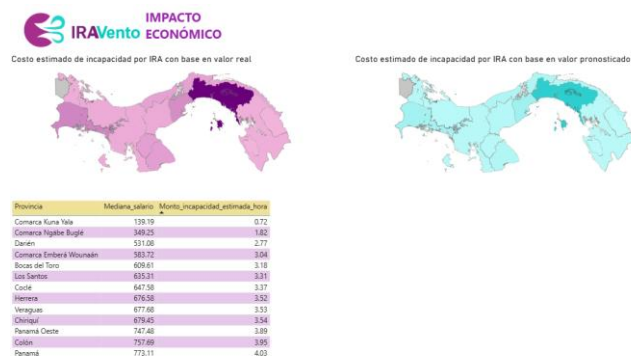 IRAVento IMPACTO ECONÓMICO
Costo estimado de incapacidad por IRA con base en valor real
Costo estimado de incapacidad por IRA con base en valor pronosticado
Provincia Mediana_salario Monto_incapacidad_estimada_hora
Comarca Kuna Yala 139.19 0.72
Comarca Ngäbe Buglé 349.25 1.82
Darién 531.08 2.77
Comarca Emberá Wounaán 583.72 3.04
Bocas del Toro 609.61 3.18
Los Santos 635.31 3.31
Coclé 647.58 3.37
Herrera 676.58 3.52
Veraguas 677.68 3.53
Chiriquí 679.45 3.54
Panamá Oeste 747.48 3.89
Colón 757.69 3.95
Panamá 773.11 4.03